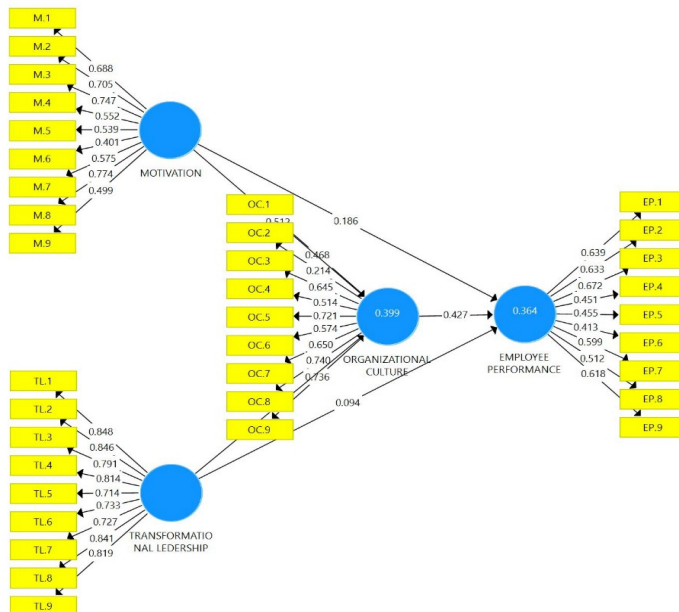 M.1
M.2
M.3
M.4
M.5
M.6
M.7
M.8
M.9
0.688
0.705
0.747
0.552
0.539
0.401
0.575
0.774
0.499
MOTIVATION
0.186
OC.1
OC.2
OC.3
OC.4
OC.5
OC.6
OC.7
OC.8
OC.9
0.512
0.468
0.214
0.645
0.514
0.721
0.574
0.650
0.740
0.736
0.399
ORGANIZATIONAL
CULTURE
0.427
0.094
0.364
EMPLOYEE
PERFORMANCE
0.639
0.633
0.672
0.451
0.455
0.413
0.599
0.512
0.618
EP.1
EP.2
EP.3
EP.4
EP.5
EP.6
EP.7
EP.8
EP.9
TL.1
TL.2
TL.3
TL.4
TL.5
TL.6
TL.7
TL.8
TL.9
0.848
0.846
0.791
0.814
0.714
0.733
0.727
0.841
0.819
TRANSFORMATIO
NAL LEDERSHIP